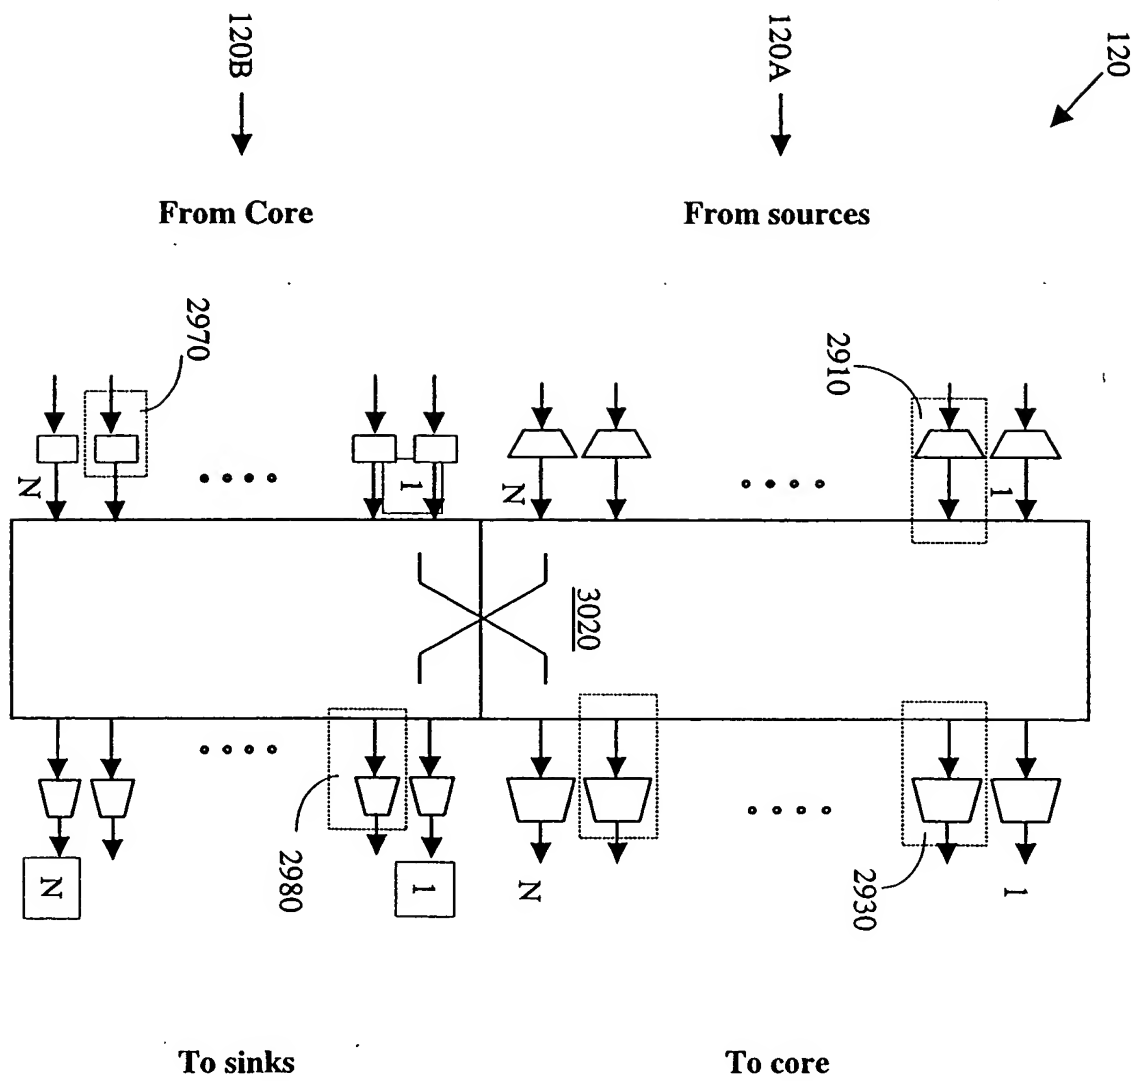 120
120A
120B
From Core
From sources
2970
2910
N
1
N
1
3020
2980
2930
N
1
N
1
To sinks
To core